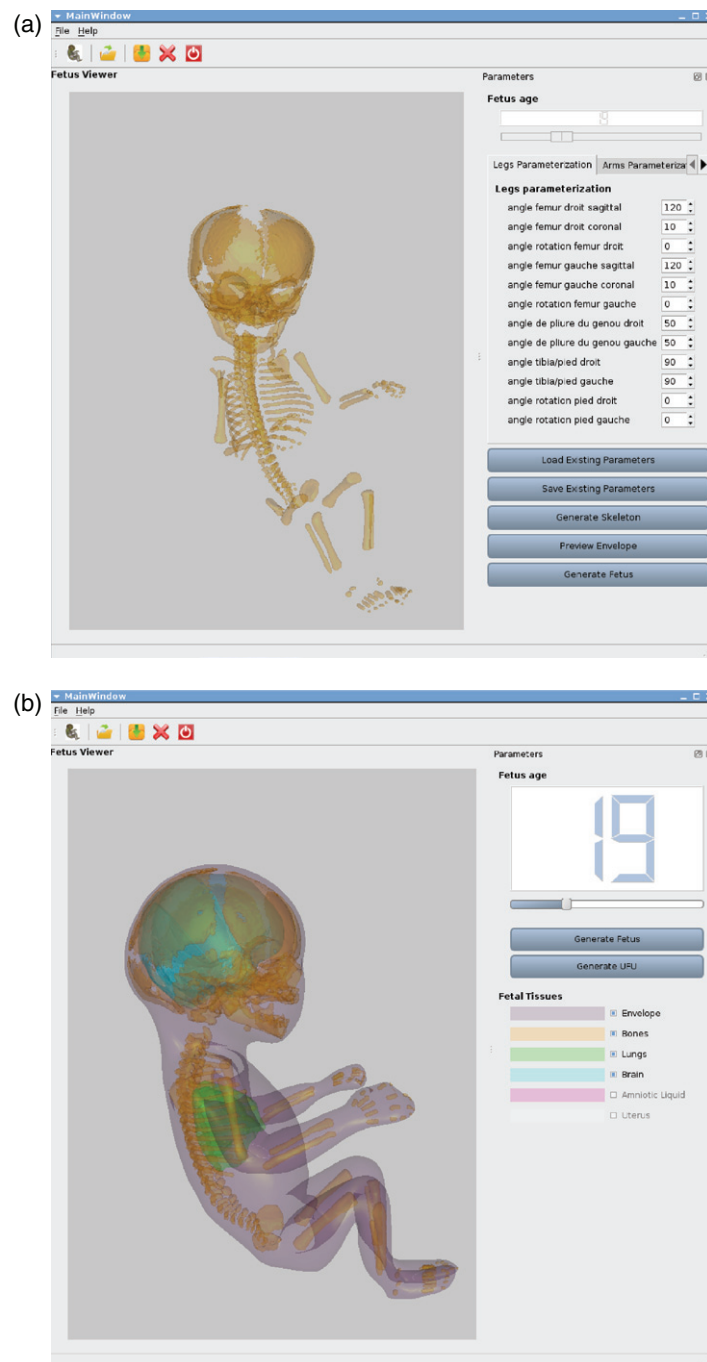 (a)
MainWindow
File Help
Fetus Viewer
Parameters
Fetus age
19
Legs Parameterization Arms Parameteriza
Legs parameterization
angle femur droit sagittal 120
angle femur droit coronal 10
angle rotation femur droit 0
angle femur gauche sagittal 120
angle femur gauche coronal 10
angle rotation femur gauche 0
angle de pliure du genou droit 50
angle de pliure du genou gauche 50
angle tibia/pied droit 90
angle tibia/pied gauche 90
angle rotation pied droit 0
angle rotation pied gauche 0
Load Existing Parameters
Save Existing Parameters
Generate Skeleton
Preview Envelope
Generate Fetus
(b)
MainWindow
File Help
Fetus Viewer
Parameters
Fetus age
19
Generate Fetus
Generate UFU
Fetal Tissues
Envelope
Bones
Lungs
Brain
Amniotic Liquid
Uterus